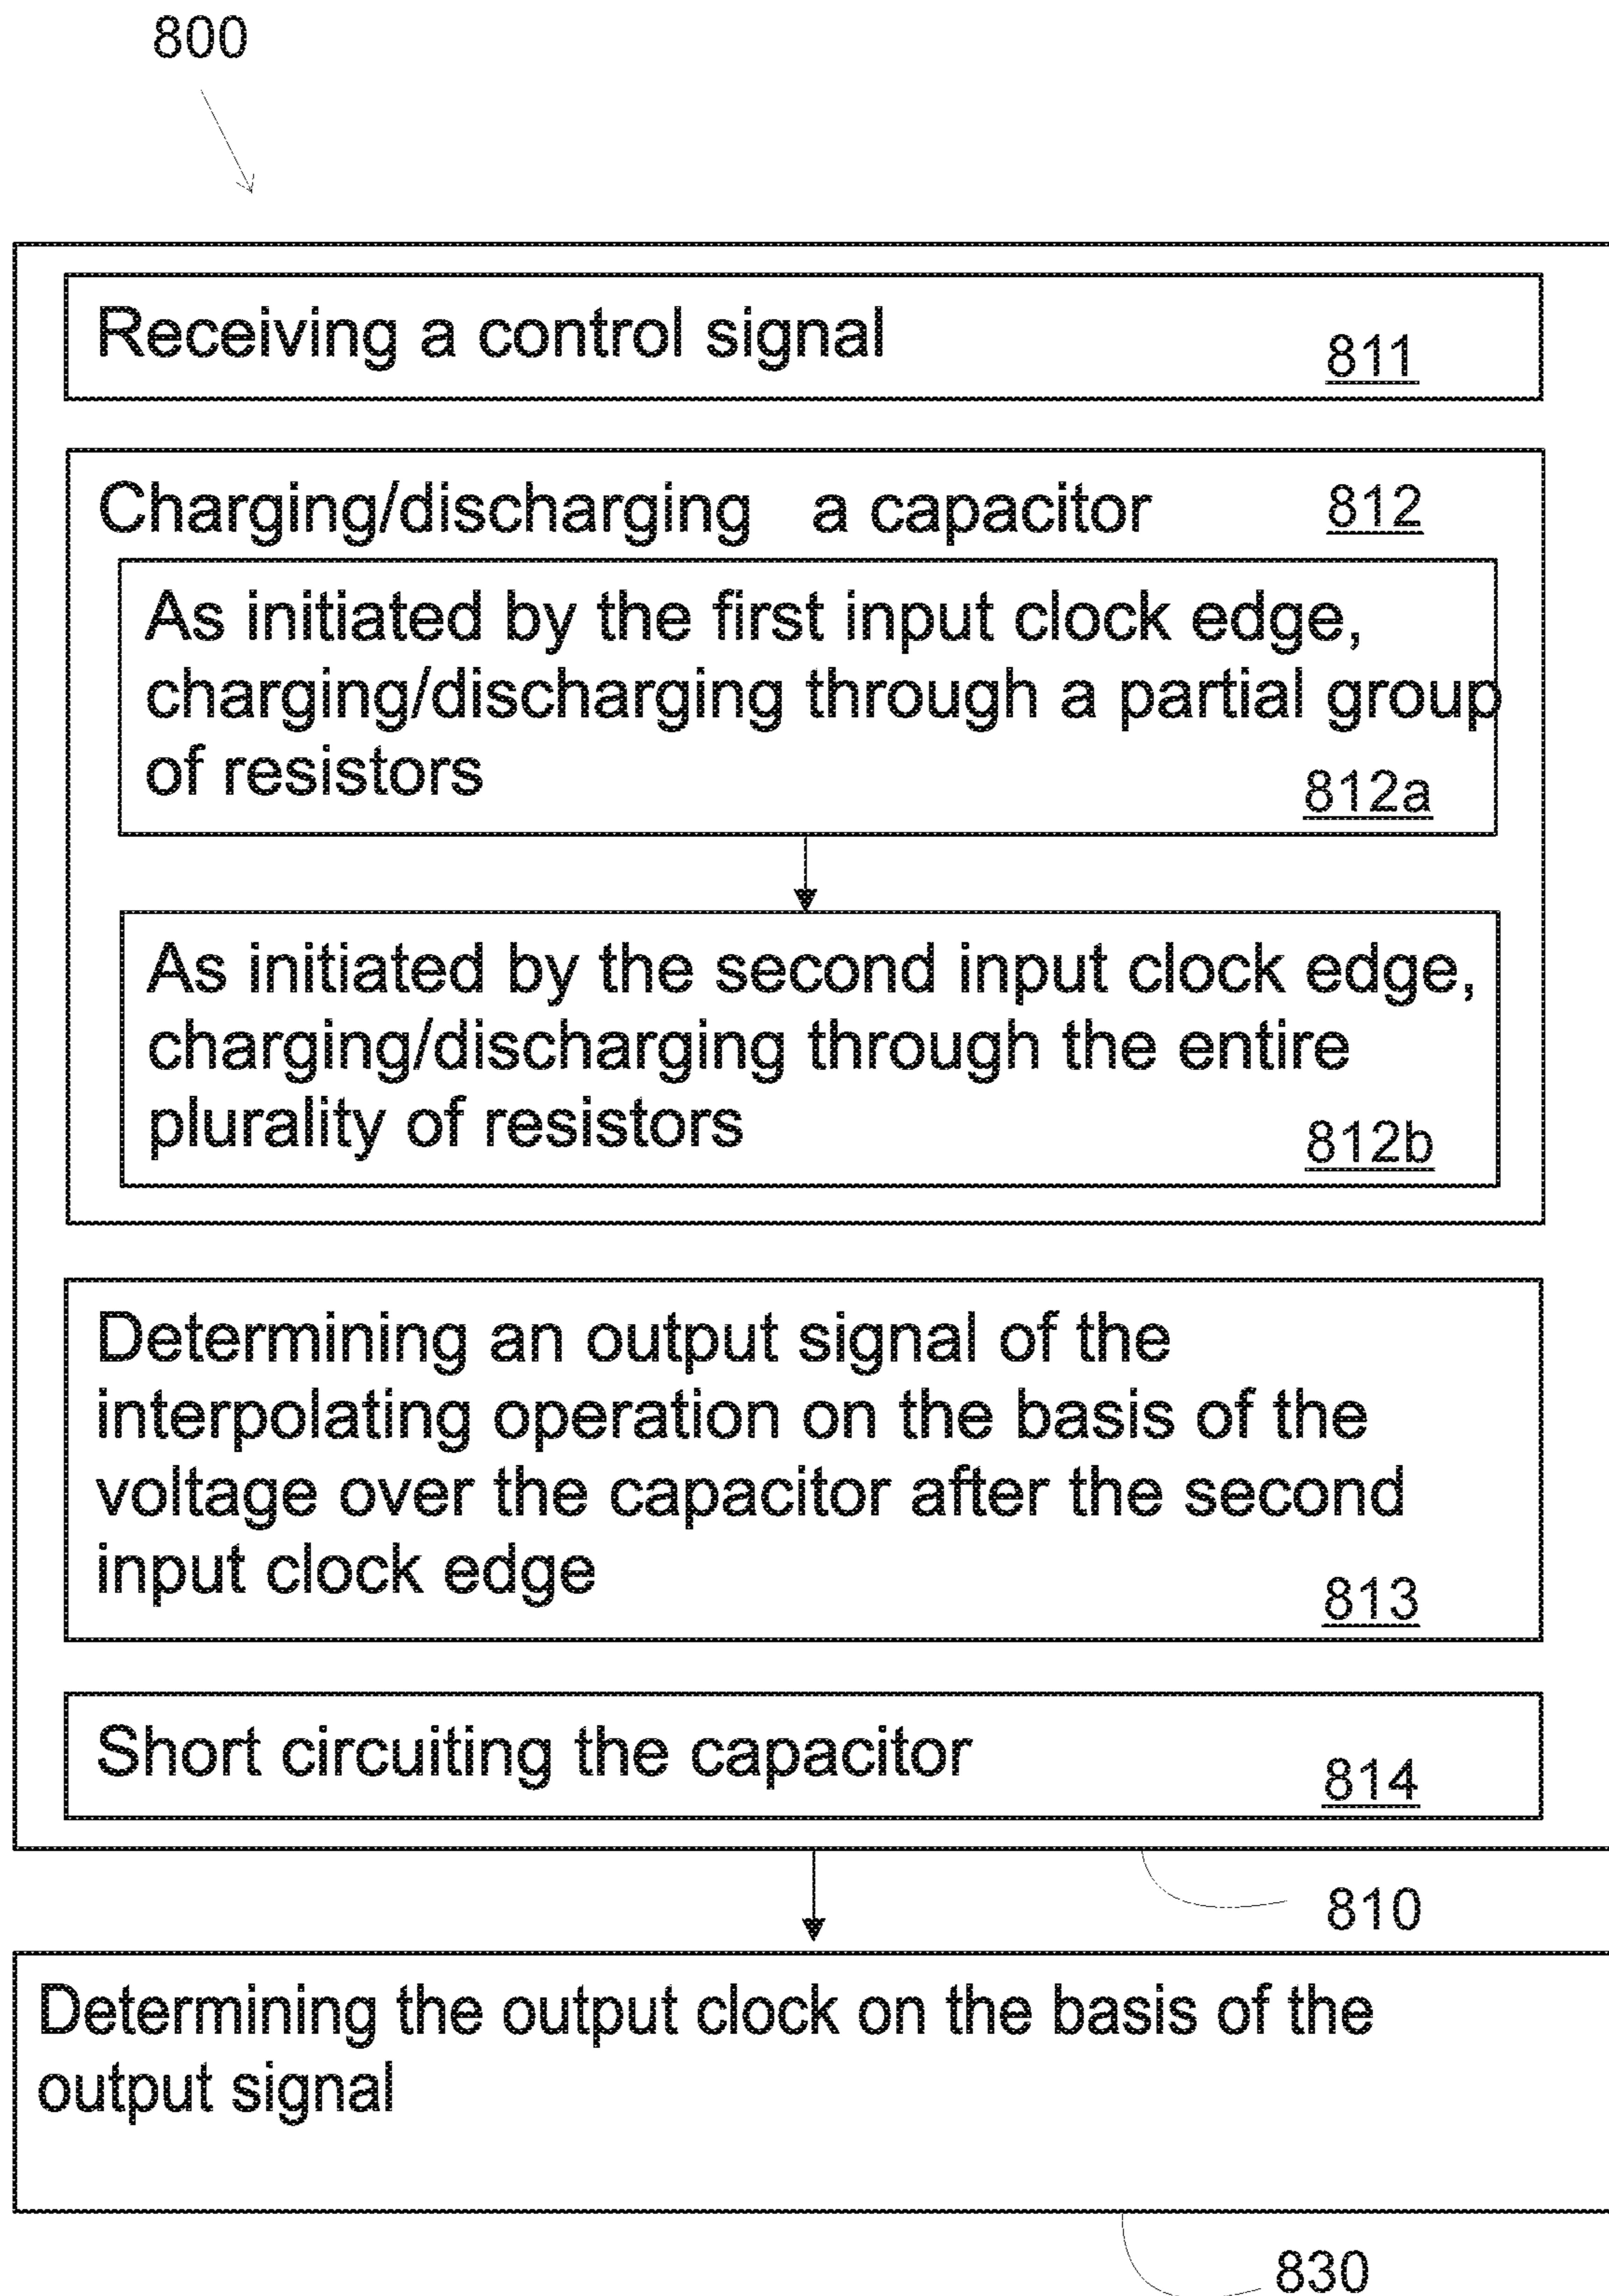 800
Receiving a control signal
811
Charging/discharging a capacitor
812
As initiated by the first input clock edge,
charging/discharging through a partial group
of resistors
812a
As initiated by the second input clock edge,
charging/discharging through the entire
plurality of resistors
812b
Determining an output signal of the
interpolating operation on the basis of the
voltage over the capacitor after the second
input clock edge
813
Short circuiting the capacitor
814
810
Determining the output clock on the basis of the
output signal
830